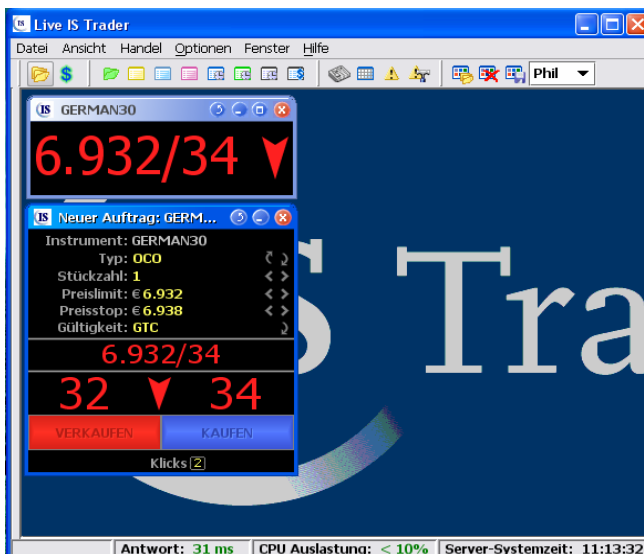 Live IS Trader
Datei Ansicht Handel Optionen Fenster Hilfe
$ $ Phil
IS GERMAN30
6.932/34
IS Neuer Auftrag: GERM...
Instrument: GERMAN30
Typ: OCO
Stückzahl: 1
Preislimit: € 6.932
Preisstop: € 6.938
Gültigkeit: GTC
6.932/34
32 34
VERKAUFEN KAUFEN
Klicks 2
S Tra
Antwort: 31 ms CPU Auslastung: < 10% Server-Systemzeit: 11:13:32